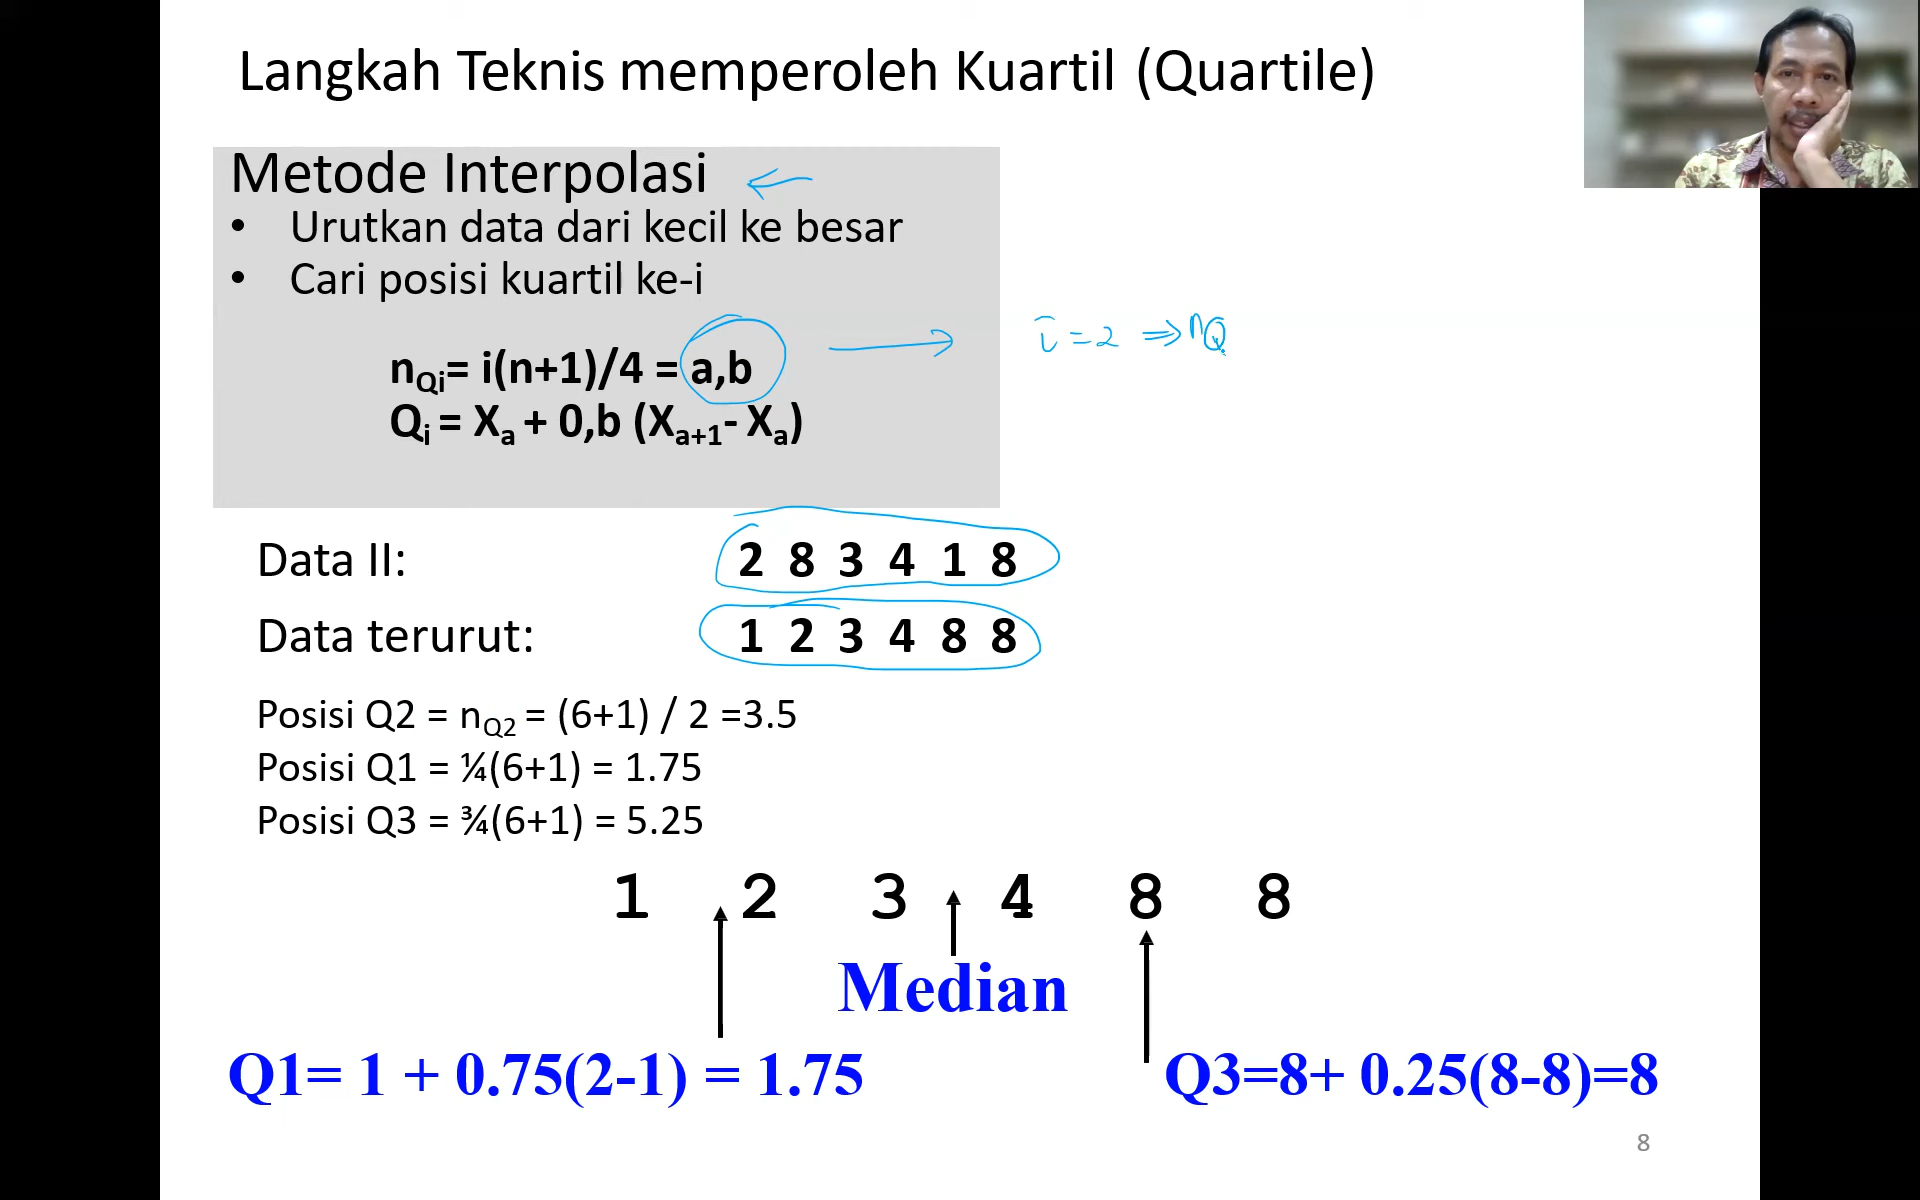 Langkah Teknis memperoleh Kuartil (Quartile)
Metode Interpolasi
• Urutkan data dari kecil ke besar
• Cari posisi kuartil ke-i
i = 2 ⇒ nQ
nQi= i(n+1)/4 = a,b
Qi = Xa + 0,b (Xa+1- Xa)
Data II: 2 8 3 4 1 8
Data terurut: 1 2 3 4 8 8
Posisi Q2 = nQ2 = (6+1) / 2 =3.5
Posisi Q1 = ¼(6+1) = 1.75
Posisi Q3 = ¾(6+1) = 5.25
1 2 3 4 8 8
Median
Q1= 1 + 0.75(2-1) = 1.75 Q3=8+ 0.25(8-8)=8
8